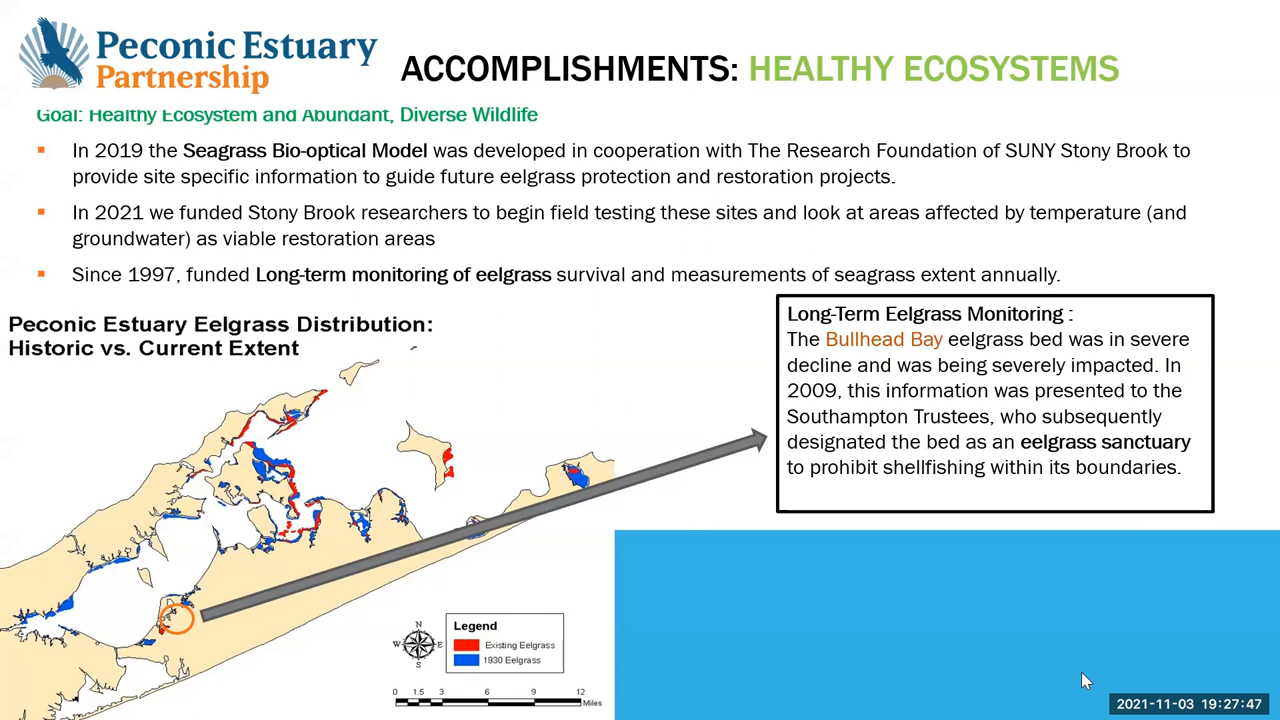 Peconic Estuary
Partnership
ACCOMPLISHMENTS: HEALTHY ECOSYSTEMS
Goal: Healthy Ecosystem and Abundant, Diverse Wildlife
▪ In 2019 the Seagrass Bio-optical Model was developed in cooperation with The Research Foundation of SUNY Stony Brook to
provide site specific information to guide future eelgrass protection and restoration projects.
▪ In 2021 we funded Stony Brook researchers to begin field testing these sites and look at areas affected by temperature (and
groundwater) as viable restoration areas
▪ Since 1997, funded Long-term monitoring of eelgrass survival and measurements of seagrass extent annually.
Peconic Estuary Eelgrass Distribution:
Historic vs. Current Extent
Long-Term Eelgrass Monitoring :
The Bullhead Bay eelgrass bed was in severe
decline and was being severely impacted. In
2009, this information was presented to the
Southampton Trustees, who subsequently
designated the bed as an eelgrass sanctuary
to prohibit shellfishing within its boundaries.
N
W E
S
Legend
Existing Eelgrass
1930 Eelgrass
0 1.5 3 6 9 12
Miles
2021-11-03 19:27:47